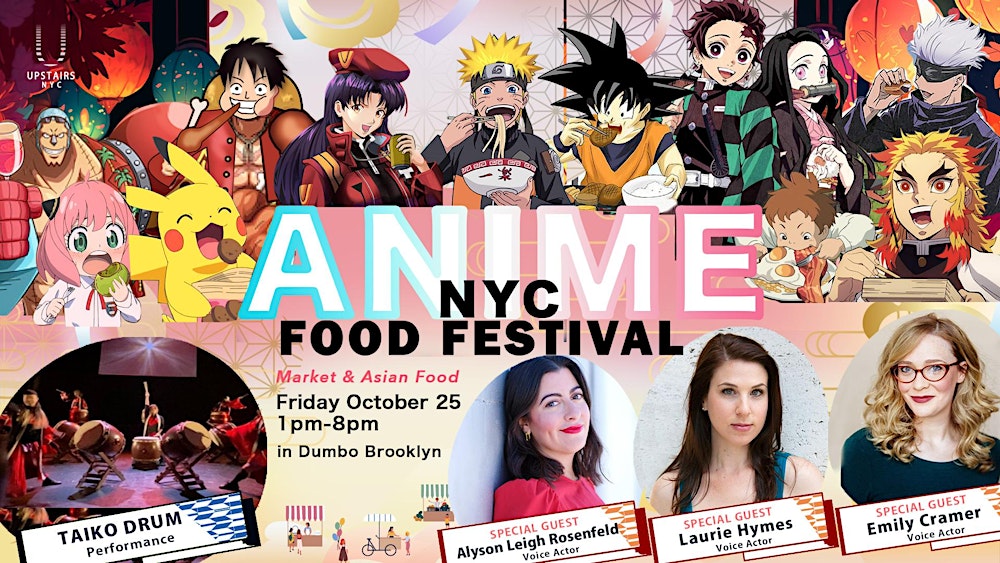 UPSTAIRS
NYC
一楽
ANIME
NYC
FOOD FESTIVAL
Market & Asian Food
Friday October 25
1pm-8pm
in Dumbo Brooklyn
TAIKO DRUM
Performance
SPECIAL GUEST
Alyson Leigh Rosenfeld
Voice Actor
SPECIAL GUEST
Laurie Hymes
Voice Actor
SPECIAL GUEST
Emily Cramer
Voice Actor